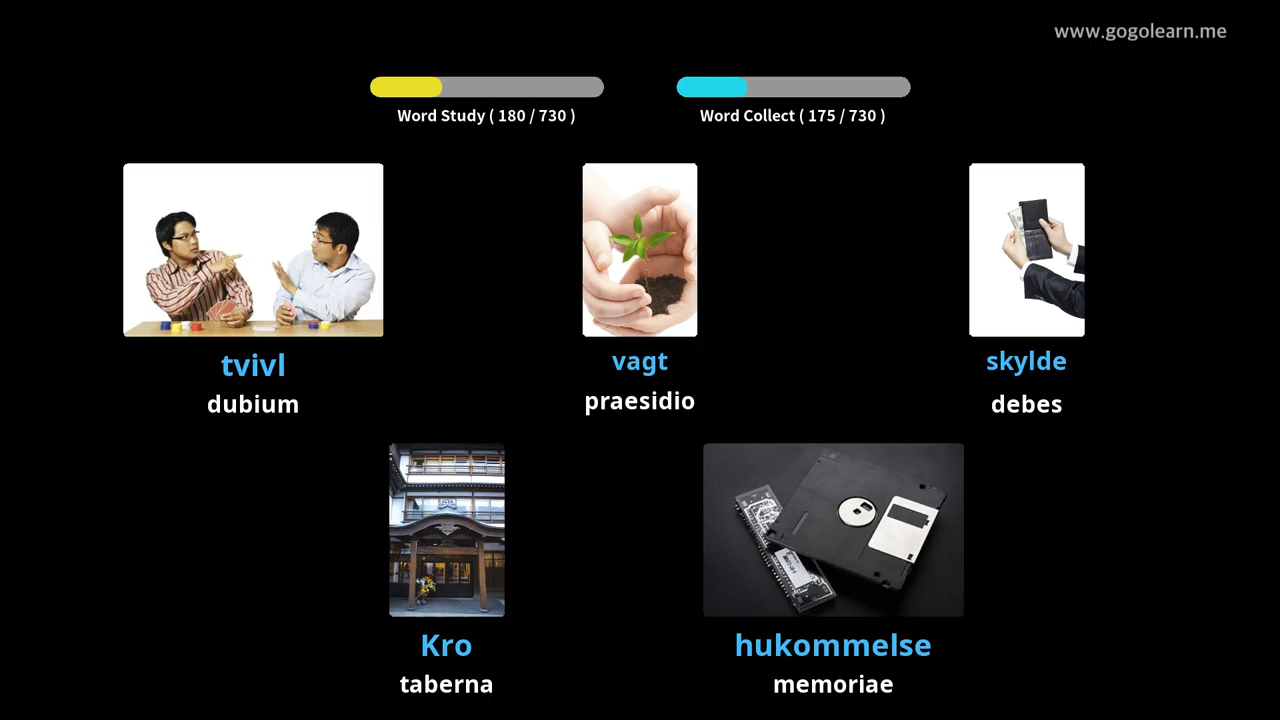 www.gogolearn.me
Word Study ( 180 / 730 )
Word Collect ( 175 / 730 )
tvivl
dubium
vagt
praesidio
skylde
debes
Kro
taberna
hukommelse
memoriae